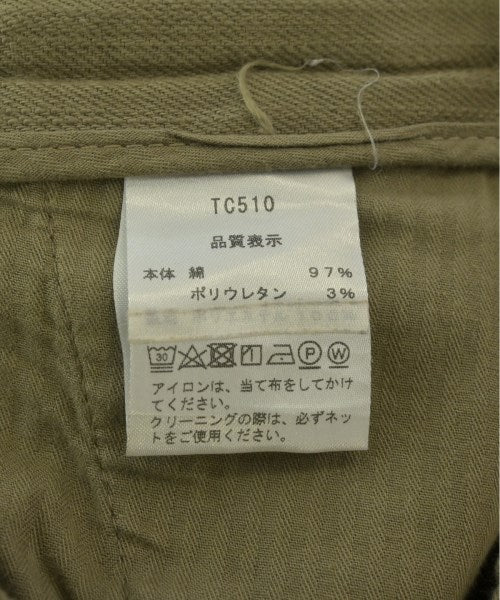 TC510
品質表示
本体 綿 97%
ポリウレタン 3%
30 P W
アイロンは、当て布をしてかけ
てください。
クリーニングの際は、必ずネッ
トをご使用ください。